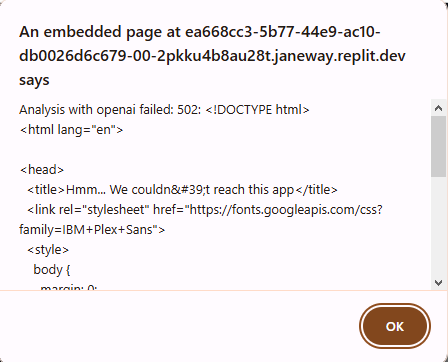 An embedded page at ea668cc3-5b77-44e9-ac10-
db0026d6c679-00-2pkku4b8au28t.janeway.replit.dev
says
Analysis with openai failed: 502: <!DOCTYPE html>
<html lang="en">
<head>
<title>Hmm... We couldn&#39;t reach this app</title>
<link rel="stylesheet" href="https://fonts.googleapis.com/css?
family=IBM+Plex+Sans">
<style>
body {
margin: 0;
OK